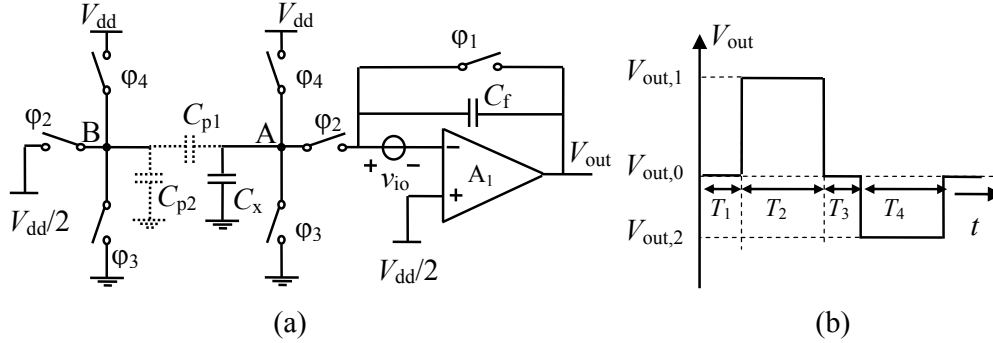 Vdd
φ4
φ2
B
Cp1
Cp2
Vdd/2
φ3
Vdd
φ4
A
φ2
Cx
φ3
φ1
Cf
+ −
vio
−
+
A1
Vdd/2
Vout
(a)
Vout
Vout,1
Vout,0
Vout,2
T1 T2 T3 T4
t
(b)